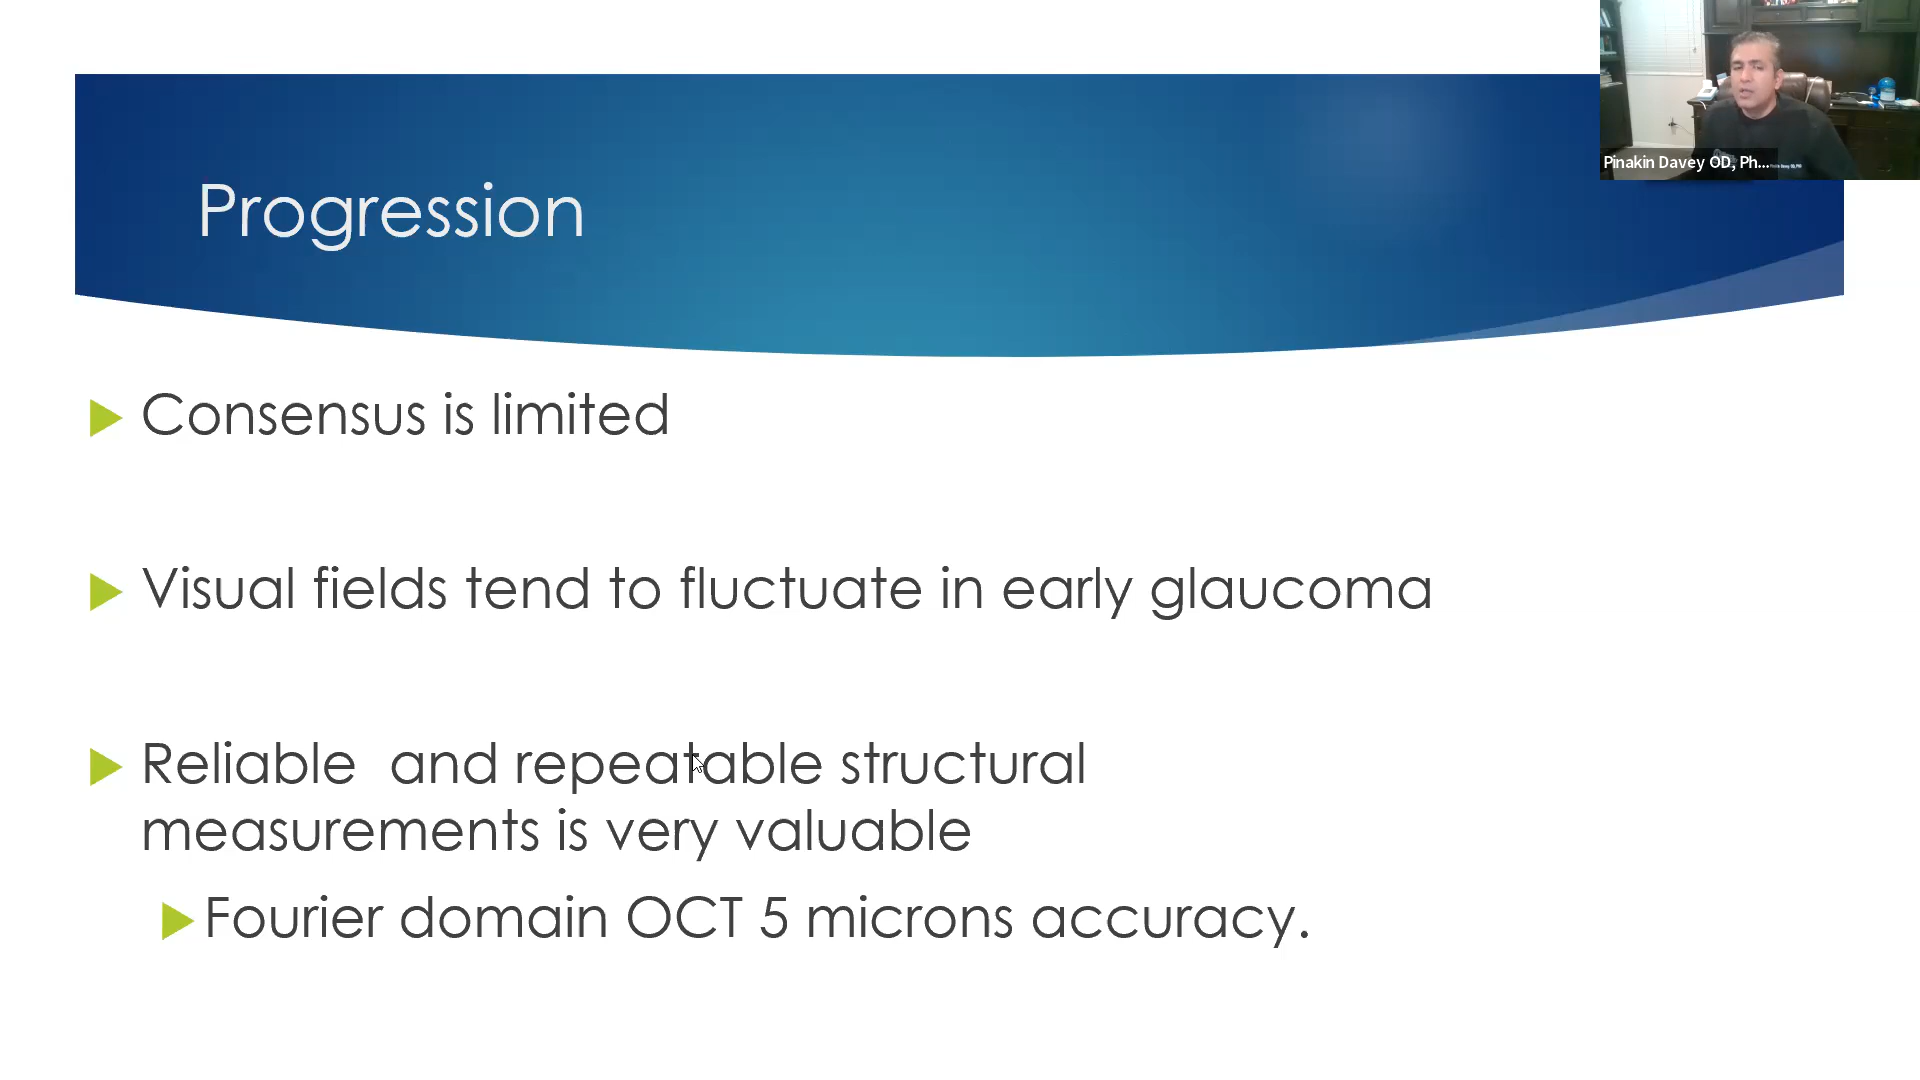 Progression
Pinakin Davey OD, Ph...
Consensus is limited
Visual fields tend to fluctuate in early glaucoma
Reliable  and repeatable structural
measurements is very valuable
Fourier domain OCT 5 microns accuracy.